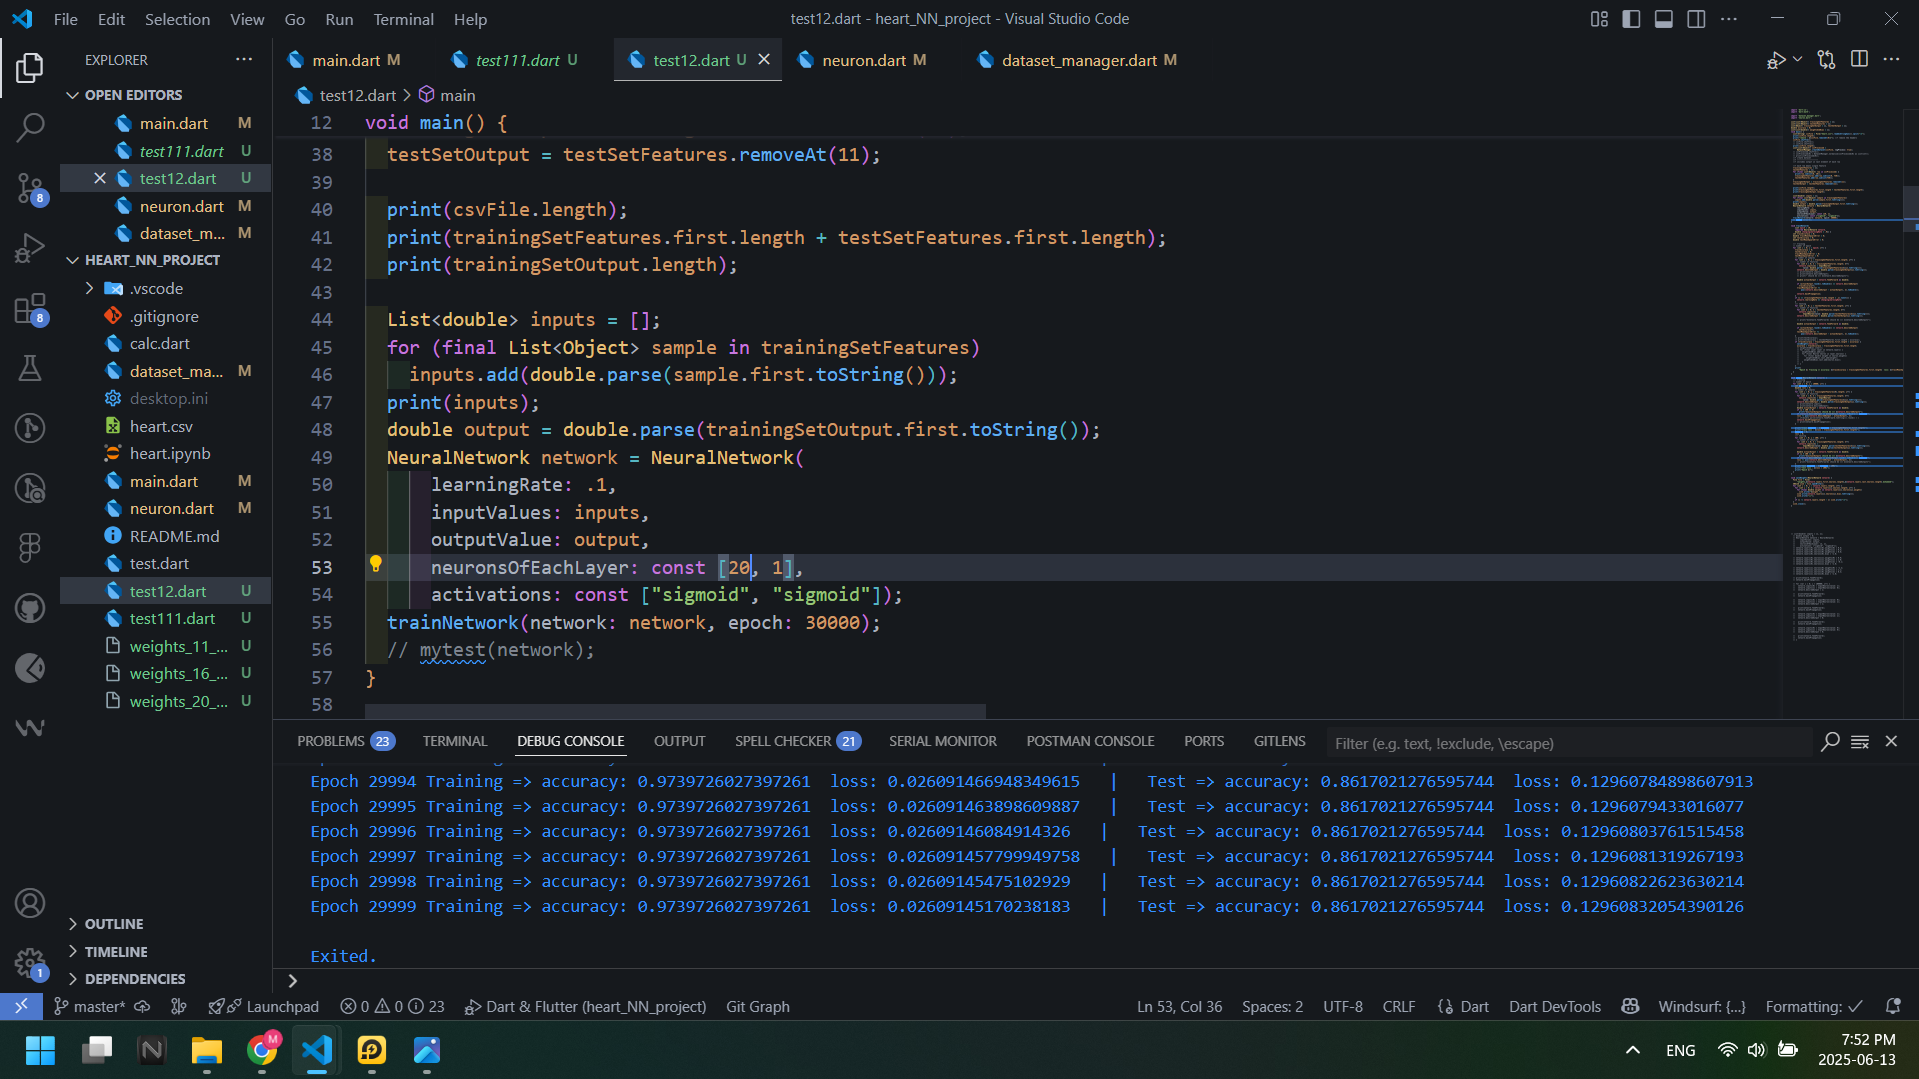 File Edit Selection View Go Run Terminal Help
test12.dart - heart_NN_project - Visual Studio Code
EXPLORER
OPEN EDITORS
main.dart M
test111.dart U
test12.dart U
neuron.dart M
dataset_m... M
HEART_NN_PROJECT
.vscode
.gitignore
calc.dart
dataset_ma... M
desktop.ini
heart.csv
heart.ipynb
main.dart M
neuron.dart M
README.md
test.dart
test12.dart U
test111.dart U
weights_11_... U
weights_16_... U
weights_20_... U
OUTLINE
TIMELINE
DEPENDENCIES
8
8
1
main.dart M test111.dart U test12.dart U neuron.dart M dataset_manager.dart M
test12.dart > main
12 void main() {
38 testSetOutput = testSetFeatures.removeAt(11);
39
40 print(csvFile.length);
41 print(trainingSetFeatures.first.length + testSetFeatures.first.length);
42 print(trainingSetOutput.length);
43
44 List<double> inputs = [];
45 for (final List<Object> sample in trainingSetFeatures)
46 inputs.add(double.parse(sample.first.toString()));
47 print(inputs);
48 double output = double.parse(trainingSetOutput.first.toString());
49 NeuralNetwork network = NeuralNetwork(
50 learningRate: .1,
51 inputValues: inputs,
52 outputValue: output,
53 neuronsOfEachLayer: const [20, 1],
54 activations: const ["sigmoid", "sigmoid"]);
55 trainNetwork(network: network, epoch: 30000);
56 // mytest(network);
57 }
58
PROBLEMS 23 TERMINAL DEBUG CONSOLE OUTPUT SPELL CHECKER 21 SERIAL MONITOR POSTMAN CONSOLE PORTS GITLENS Filter (e.g. text, !exclude, \escape)
Epoch 29994 Training => accuracy: 0.9739726027397261 loss: 0.026091466948349615 | Test => accuracy: 0.8617021276595744 loss: 0.12960784898607913
Epoch 29995 Training => accuracy: 0.9739726027397261 loss: 0.026091463898609887 | Test => accuracy: 0.8617021276595744 loss: 0.1296079433016077
Epoch 29996 Training => accuracy: 0.9739726027397261 loss: 0.02609146084914326 | Test => accuracy: 0.8617021276595744 loss: 0.12960803761515458
Epoch 29997 Training => accuracy: 0.9739726027397261 loss: 0.026091457799949758 | Test => accuracy: 0.8617021276595744 loss: 0.1296081319267193
Epoch 29998 Training => accuracy: 0.9739726027397261 loss: 0.02609145475102929 | Test => accuracy: 0.8617021276595744 loss: 0.12960822623630214
Epoch 29999 Training => accuracy: 0.9739726027397261 loss: 0.02609145170238183 | Test => accuracy: 0.8617021276595744 loss: 0.12960832054390126
Exited.
master* Launchpad 0 0 23 Dart & Flutter (heart_NN_project) Git Graph Ln 53, Col 36 Spaces: 2 UTF-8 CRLF Dart Dart DevTools Windsurf: {...} Formatting:
M
ENG
7:52 PM
2025-06-13